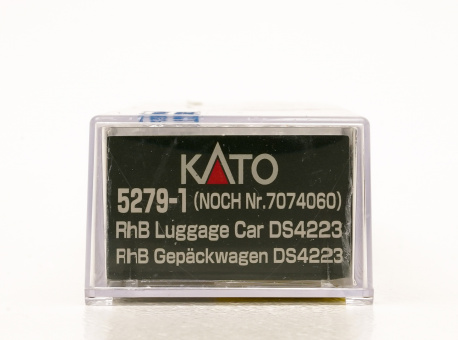 KATO
5279-1 (NOCH Nr.7074060)
RhB Luggage Car DS4223
RhB Gepäckwagen DS4223